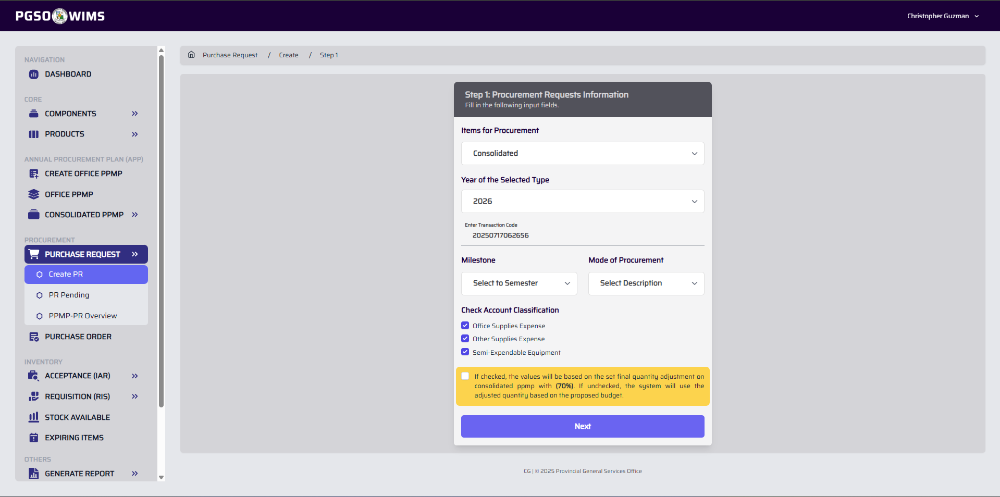 PGSO WIMS
Christopher Guzman
NAVIGATION
DASHBOARD
CORE
COMPONENTS
PRODUCTS
ANNUAL PROCUREMENT PLAN (APP)
CREATE OFFICE PPMP
OFFICE PPMP
CONSOLIDATED PPMP
PROCUREMENT
PURCHASE REQUEST
Create PR
PR Pending
PPMP-PR Overview
PURCHASE ORDER
INVENTORY
ACCEPTANCE (IAR)
REQUISITION (RIS)
STOCK AVAILABLE
EXPIRING ITEMS
OTHERS
GENERATE REPORT
Purchase Request / Create / Step 1
Step 1: Procurement Requests Information
Fill in the following input fields.
Items for Procurement
Consolidated
Year of the Selected Type
2026
Enter Transaction Code
20250717062656
Milestone
Select to Semester
Mode of Procurement
Select Description
Check Account Classification
Office Supplies Expense
Other Supplies Expense
Semi-Expendable Equipment
If checked, the values will be based on the set final quantity adjustment on
consolidated ppmp with (70%). If unchecked, the system will use the
adjusted quantity based on the proposed budget.
Next
CG | © 2025 Provincial General Services Office